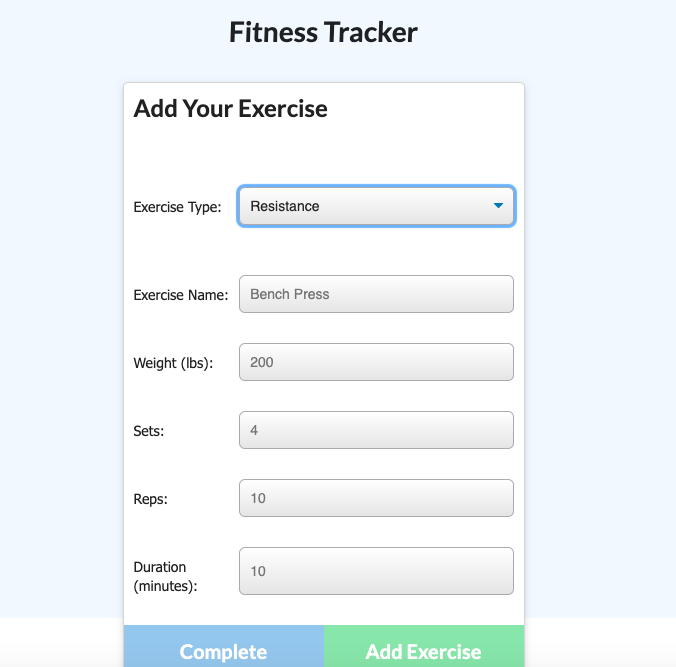 Fitness Tracker
Add Your Exercise
Exercise Type: Resistance
Exercise Name: Bench Press
Weight (lbs): 200
Sets: 4
Reps: 10
Duration
(minutes): 10
Complete Add Exercise